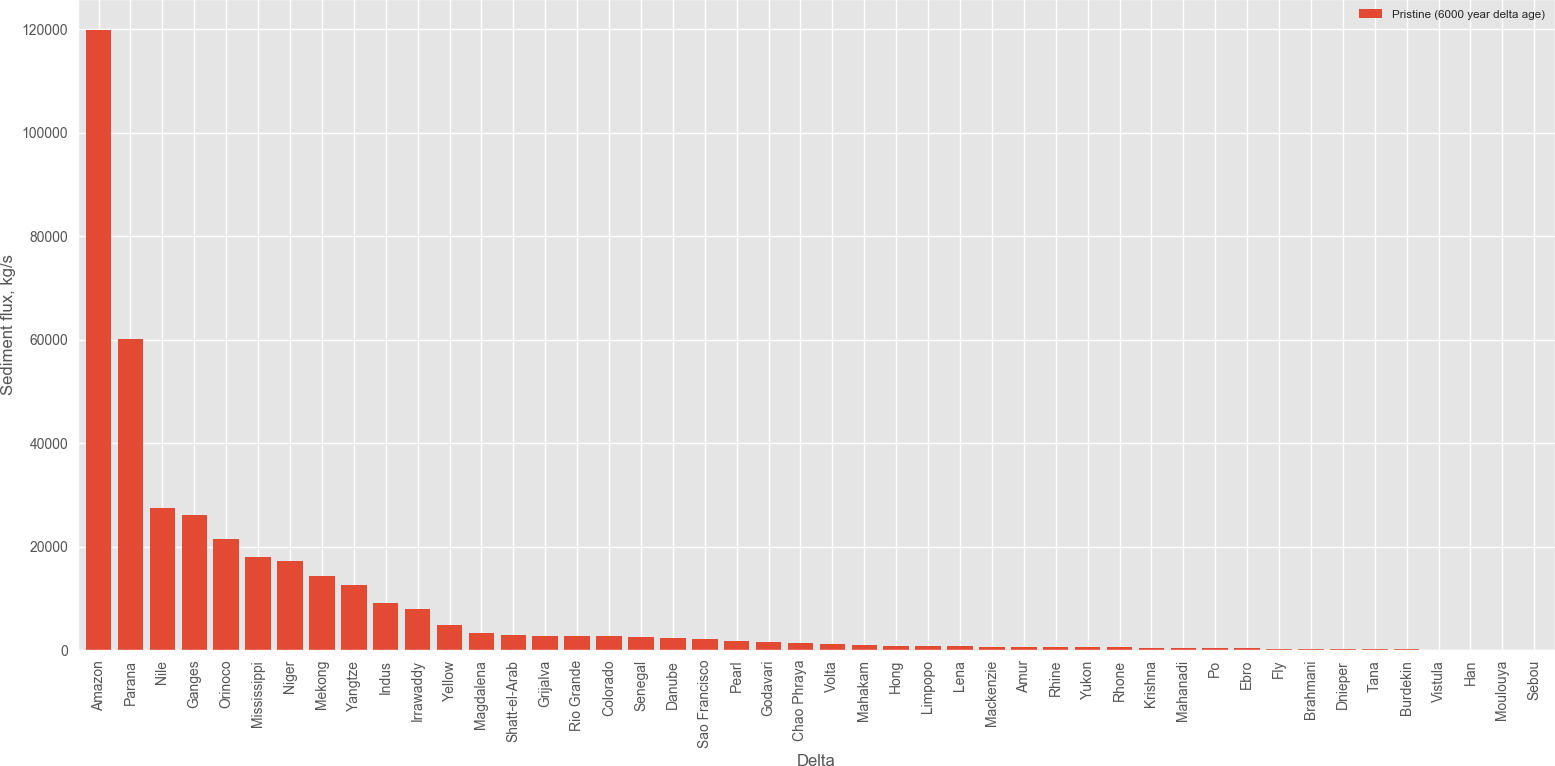 Pristine (6000 year delta age)
Sediment flux, kg/s
120000
100000
80000
60000
40000
20000
0
Amazon
Parana
Nile
Ganges
Orinoco
Mississippi
Niger
Mekong
Yangtze
Indus
Irrawaddy
Yellow
Magdalena
Shatt-el-Arab
Grijalva
Rio Grande
Colorado
Senegal
Danube
Sao Francisco
Pearl
Godavari
Chao Phraya
Volta
Mahakam
Hong
Limpopo
Lena
Mackenzie
Amur
Rhine
Yukon
Rhone
Krishna
Mahanadi
Po
Ebro
Fly
Brahmani
Dnieper
Tana
Burdekin
Vistula
Han
Moulouya
Sebou
Delta